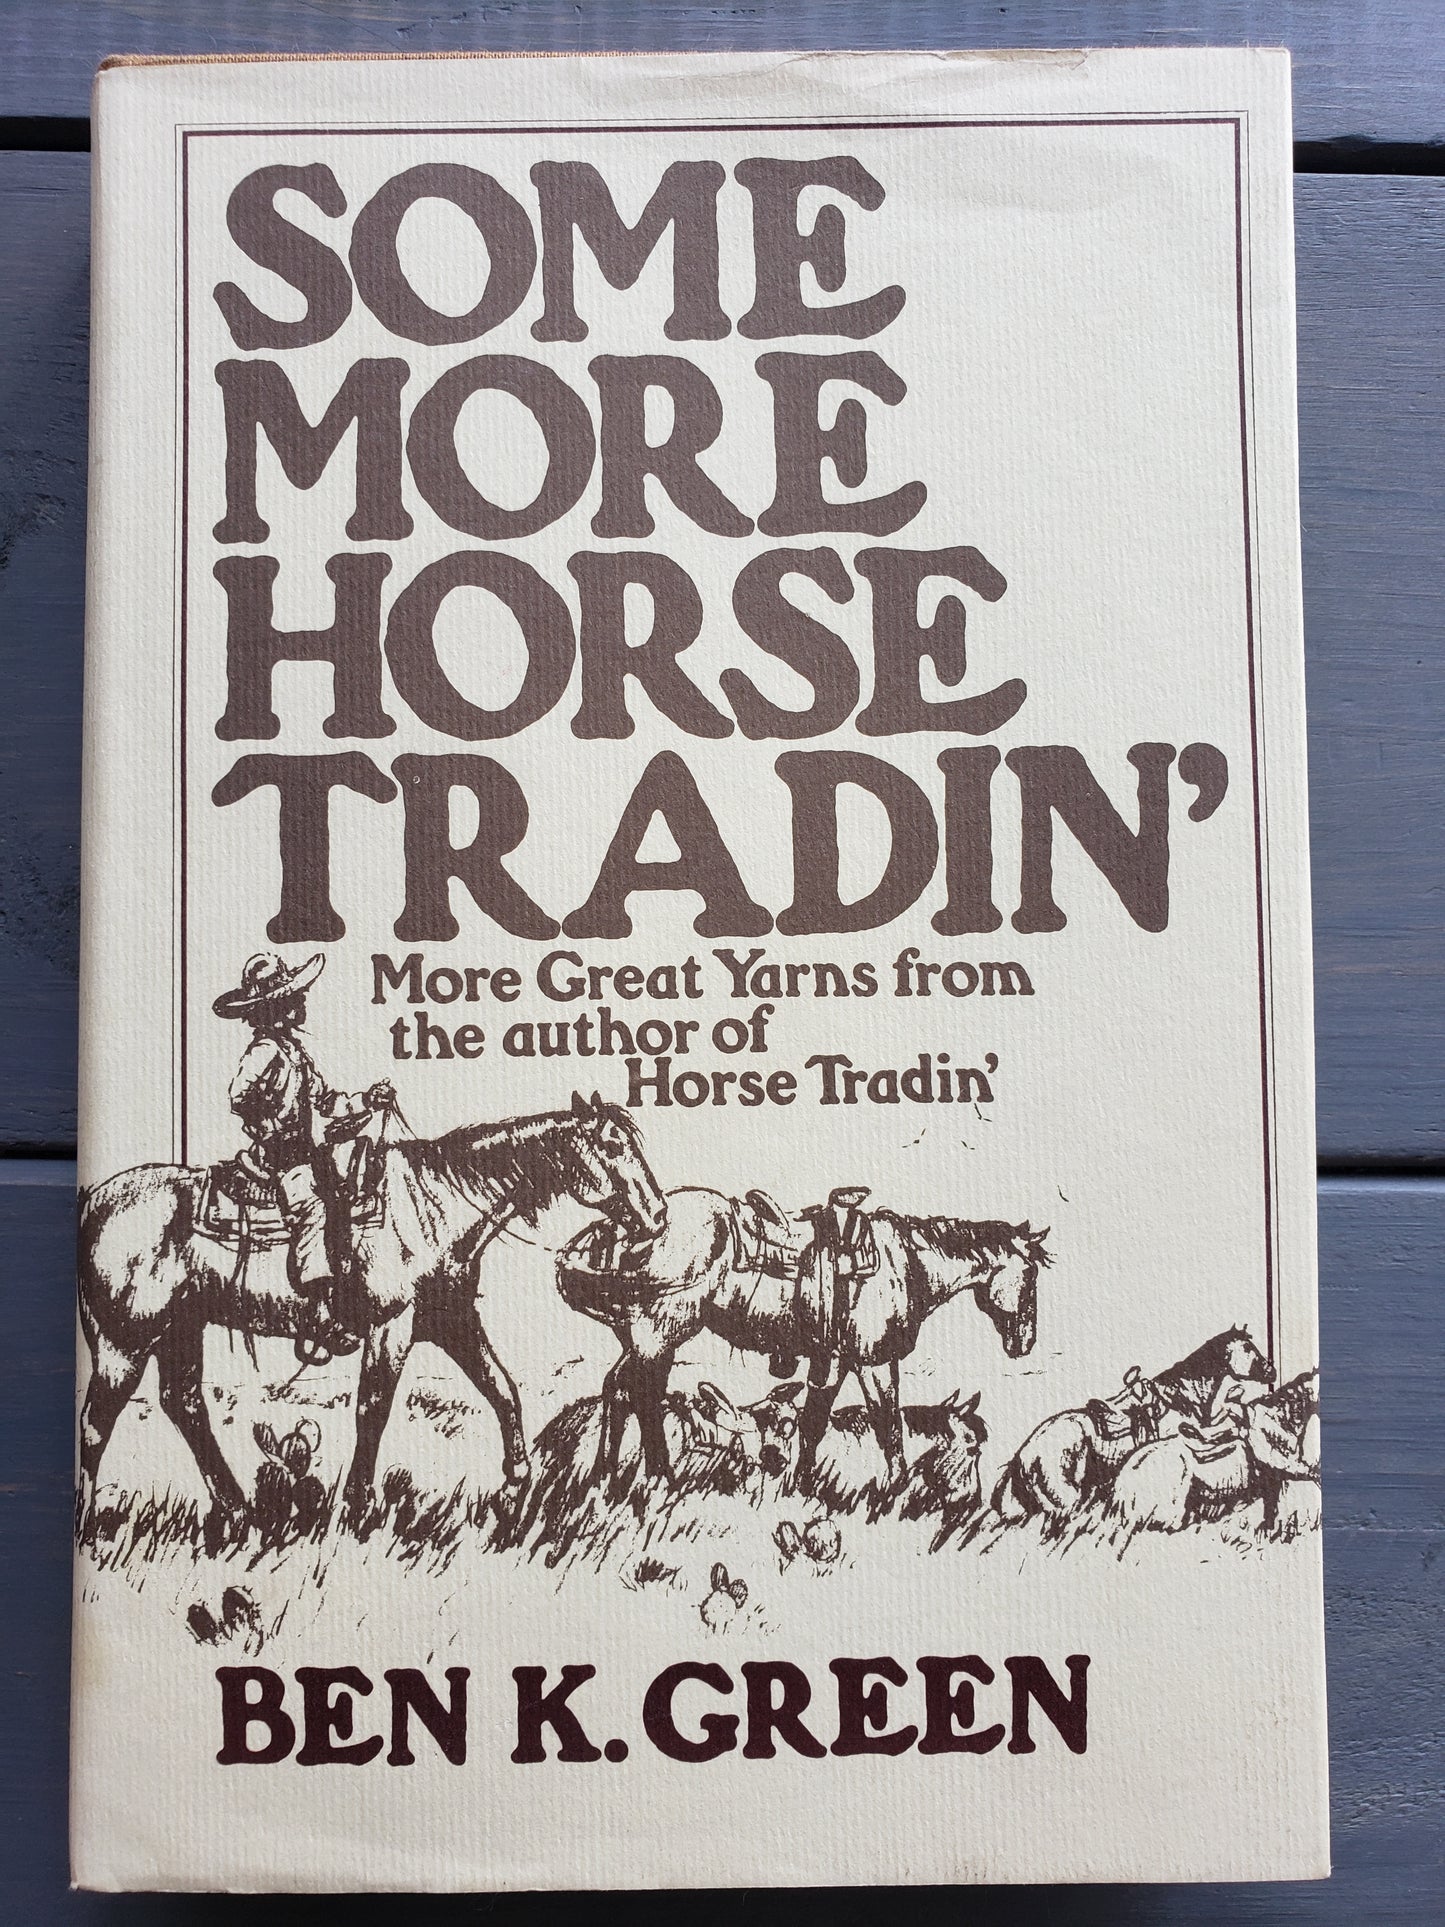 SOME
MORE
HORSE
TRADIN'
More Great Yarns from
the author of
Horse Tradin'
BEN K. GREEN